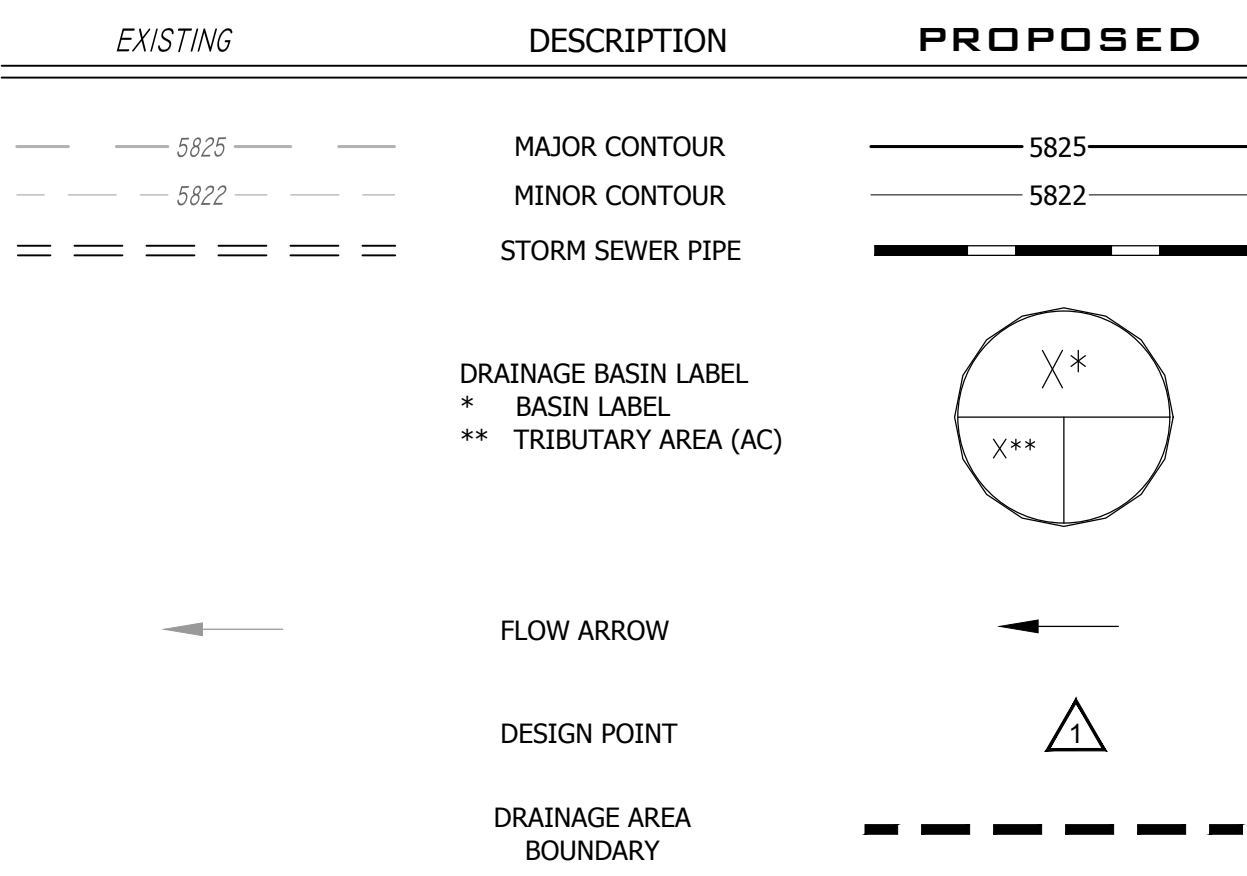 EXISTING DESCRIPTION PROPOSED
5825 MAJOR CONTOUR 5825
5822 MINOR CONTOUR 5822
STORM SEWER PIPE
DRAINAGE BASIN LABEL
* BASIN LABEL
** TRIBUTARY AREA (AC)
X*
X**
FLOW ARROW
DESIGN POINT 1
DRAINAGE AREA
BOUNDARY